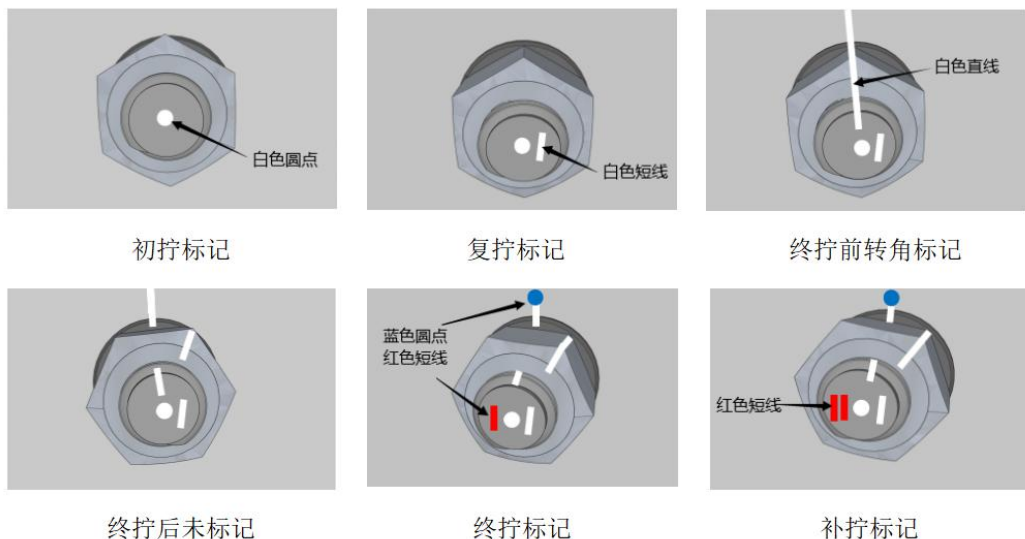 白色圆点
白色短线
白色直线
初拧标记
复拧标记
终拧前转角标记
蓝色圆点
红色短线
红色短线
终拧后未标记
终拧标记
补拧标记